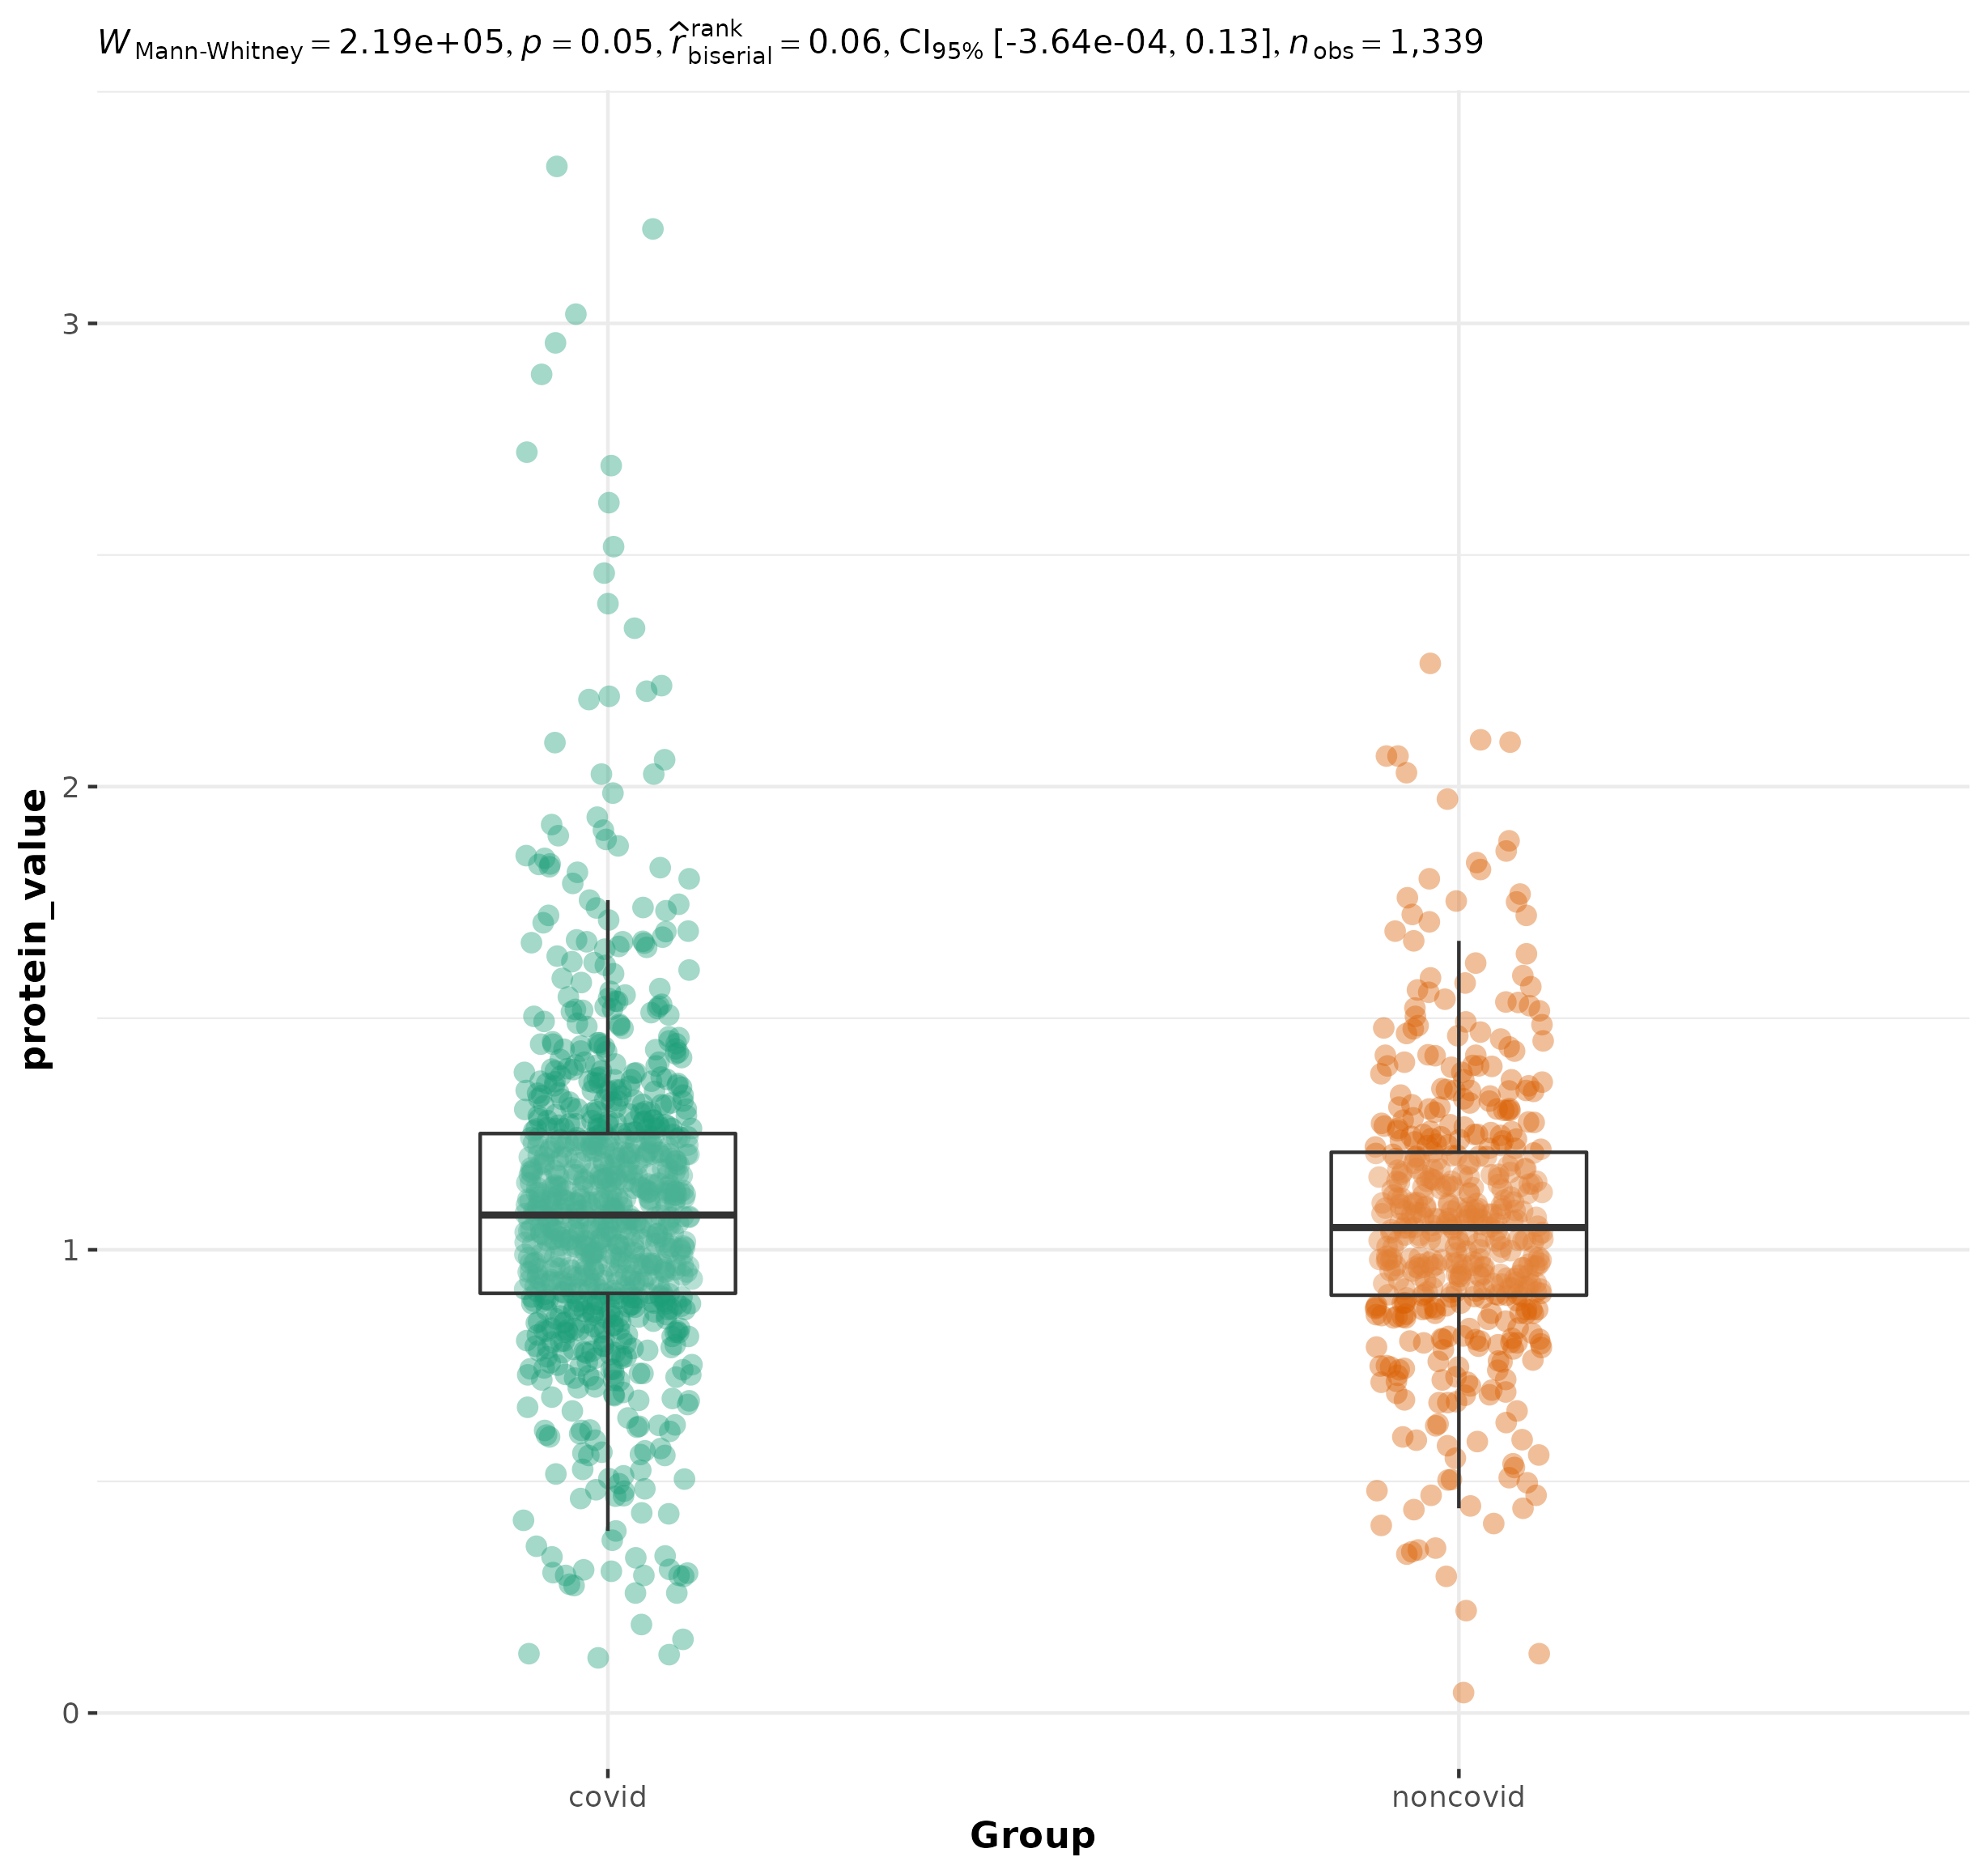 W Mann-Whitney = 2.19e+05, p = 0.05, r̂ rank biserial = 0.06, CI95% [-3.64e-04, 0.13], n obs = 1,339
3
2
1
0
protein_value
covid noncovid
Group